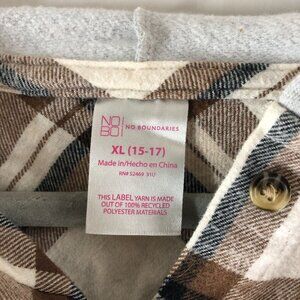 NO
BO
NO BOUNDARIES
XL (15-17)
Made in/Hecho en China
RN# 52469
THIS LABEL YARN IS MADE
OUT OF 100% RECYCLED
POLYESTER MATERIALS